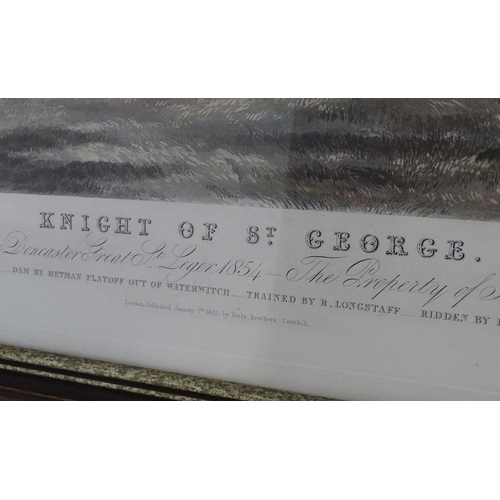 KNIGHT OF ST. GEORGE.
Doncaster Great St. Leger 1854 — The Property of
DAM BY HETMAN PLATOFF OUT OF WATERWITCH — TRAINED BY R. LONGSTAFF — RIDDEN BY
London, Published January 1855, by Baily Brothers, Cornhill.